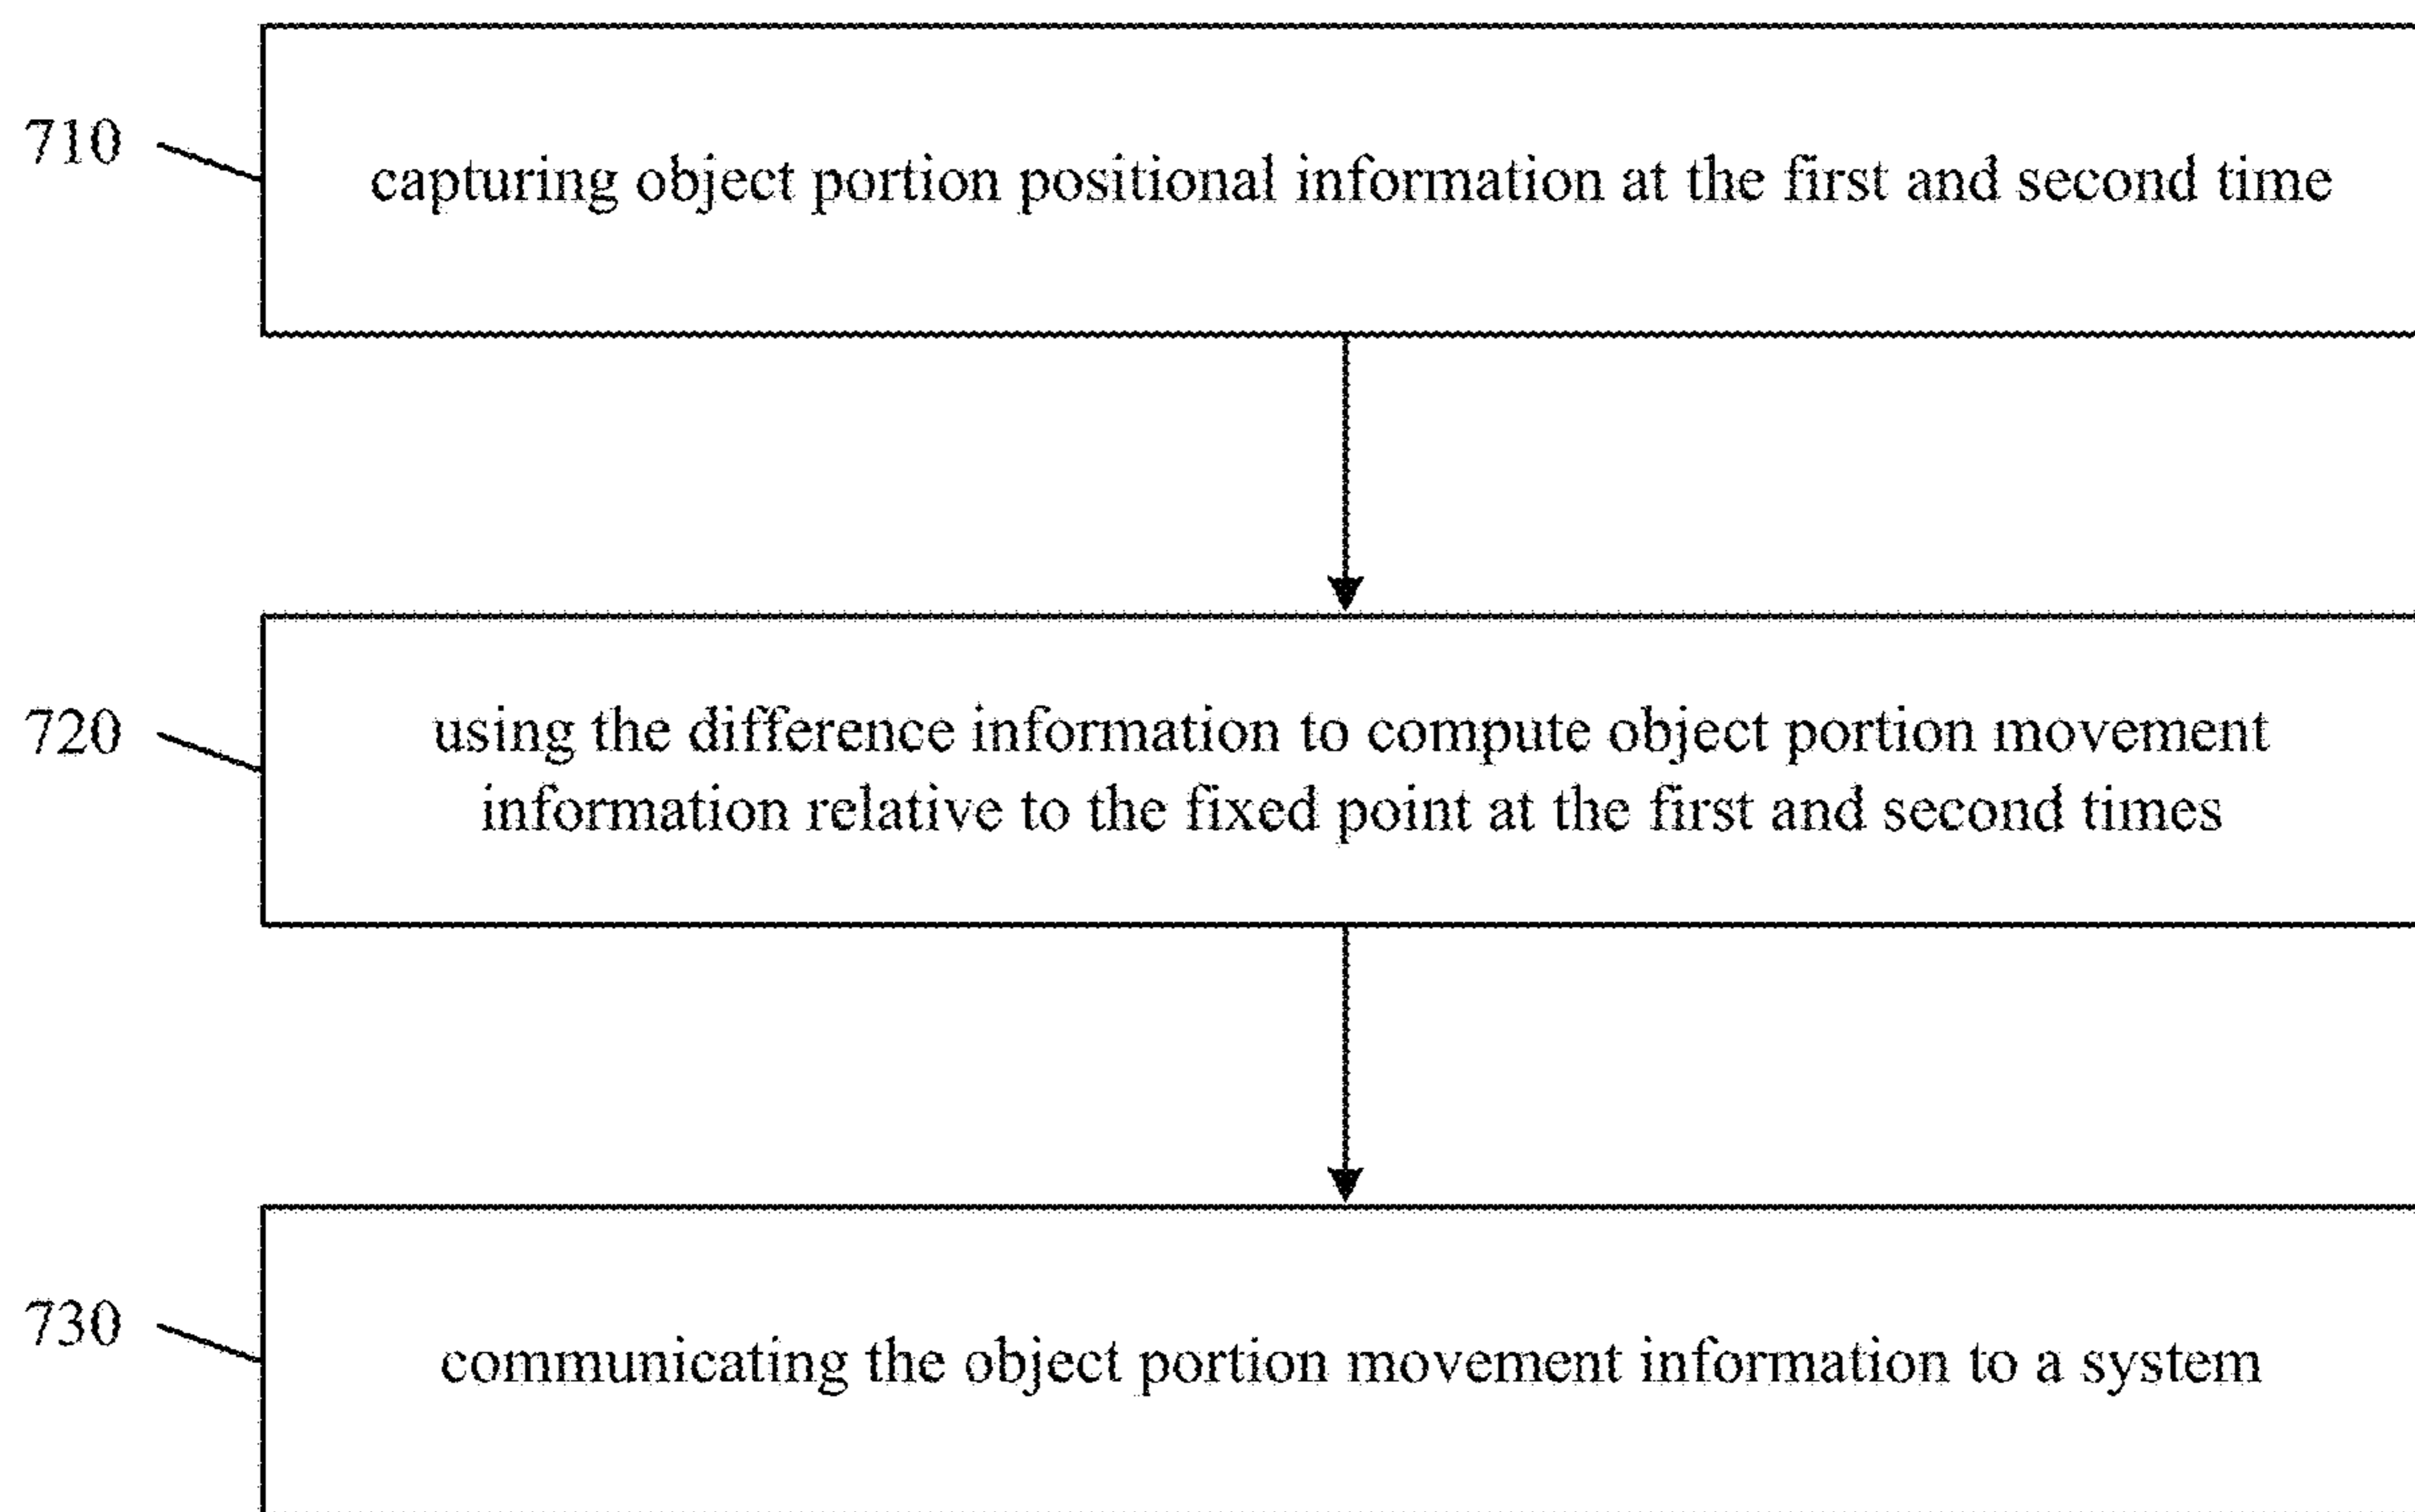 710
capturing object portion positional information at the first and second time
720
using the difference information to compute object portion movement
information relative to the fixed point at the first and second times
730
communicating the object portion movement information to a system